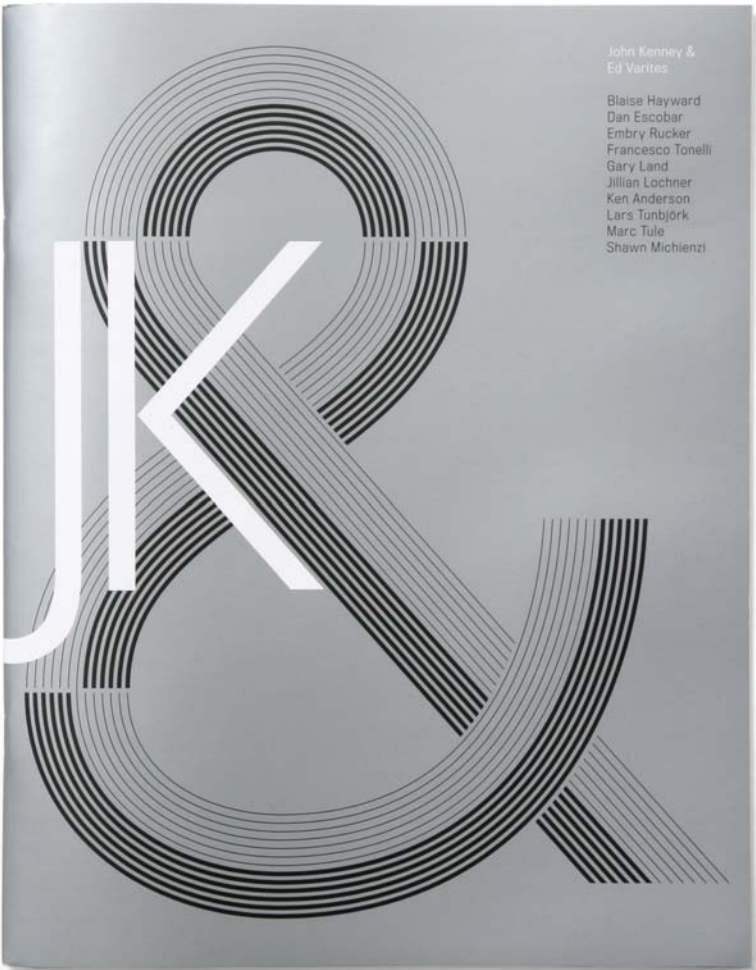 John Kenney &
Ed Varites
Blaise Hayward
Dan Escobar
Embry Rucker
Francesco Tonelli
Gary Land
Jillian Lochner
Ken Anderson
Lars Tunbjörk
Marc Tule
Shawn Michienzi
JK
&